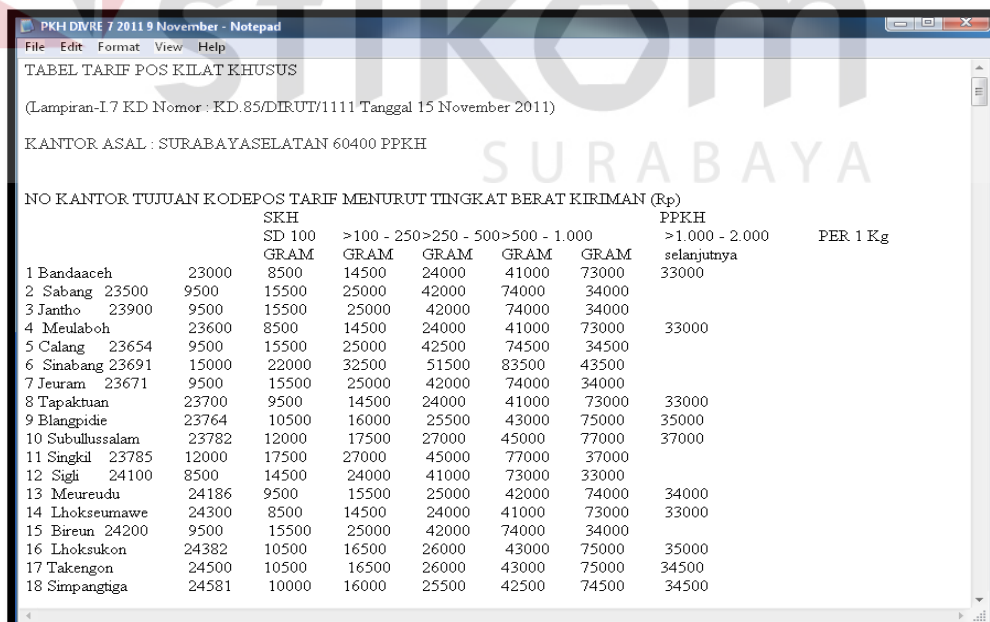 stikom
SURABAYA
PKH DIVRE 7 2011 9 November - Notepad
File Edit Format View Help
TABEL TARIF POS KILAT KHUSUS
(Lampiran-I.7 KD Nomor : KD.85/DIRUT/1111 Tanggal 15 November 2011)
KANTOR ASAL : SURABAYASELATAN 60400 PPKH
NO KANTOR TUJUAN KODEPOS TARIF MENURUT TINGKAT BERAT KIRIMAN (Rp)
SKH PPKH
SD 100 >100 - 250>250 - 500>500 - 1.000 >1.000 - 2.000 PER 1 Kg
GRAM GRAM GRAM GRAM GRAM selanjutnya
1 Bandaaceh 23000 8500 14500 24000 41000 73000 33000
2 Sabang 23500 9500 15500 25000 42000 74000 34000
3 Jantho 23900 9500 15500 25000 42000 74000 34000
4 Meulaboh 23600 8500 14500 24000 41000 73000 33000
5 Calang 23654 9500 15500 25000 42500 74500 34500
6 Sinabang 23691 15000 22000 32500 51500 83500 43500
7 Jeuram 23671 9500 15500 25000 42000 74000 34000
8 Tapaktuan 23700 9500 14500 24000 41000 73000 33000
9 Blangpidie 23764 10500 16000 25500 43000 75000 35000
10 Subullussalam 23782 12000 17500 27000 45000 77000 37000
11 Singkil 23785 12000 17500 27000 45000 77000 37000
12 Sigli 24100 8500 14500 24000 41000 73000 33000
13 Meureudu 24186 9500 15500 25000 42000 74000 34000
14 Lhokseumawe 24300 8500 14500 24000 41000 73000 33000
15 Bireun 24200 9500 15500 25000 42000 74000 34000
16 Lhoksukon 24382 10500 16500 26000 43000 75000 35000
17 Takengon 24500 10500 16500 26000 43000 75000 34500
18 Simpangtiga 24581 10000 16000 25500 42500 74500 34500